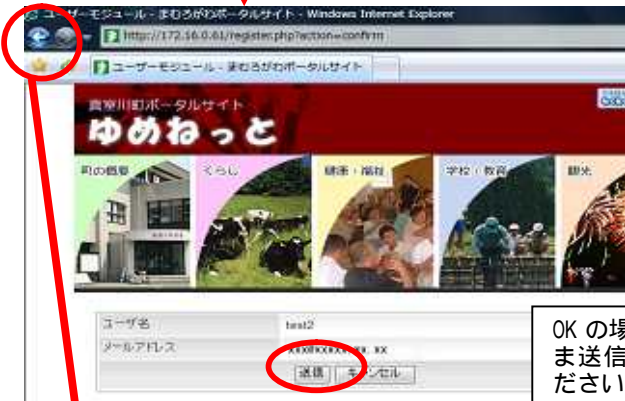 ユーザーモジュール - まむろがわポータルサイト - Windows Internet Explorer
http://172.16.0.61/register.php?action=confirm
ユーザーモジュール - まむろがわポータルサイト
真室川町ポータルサイト
ゆめねっと
町の概要 くらし 健康・福祉 学校・教育 観光
ユーザ名 test2
メールアドレス
送信 キャンセル
OK の場
ま送信
ださい